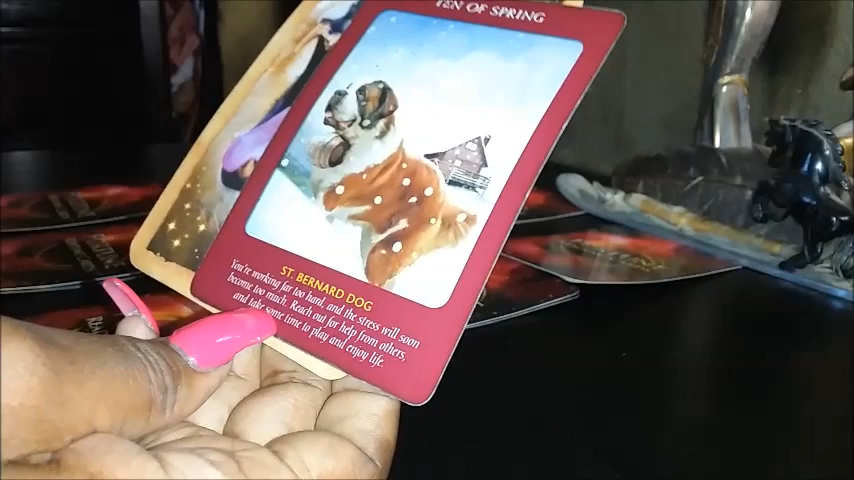 TEN OF SPRING
ST. BERNARD DOG
You're working far too hard, and the stress will soon
become too much. Reach out for help from others,
and take some time to play and enjoy life.